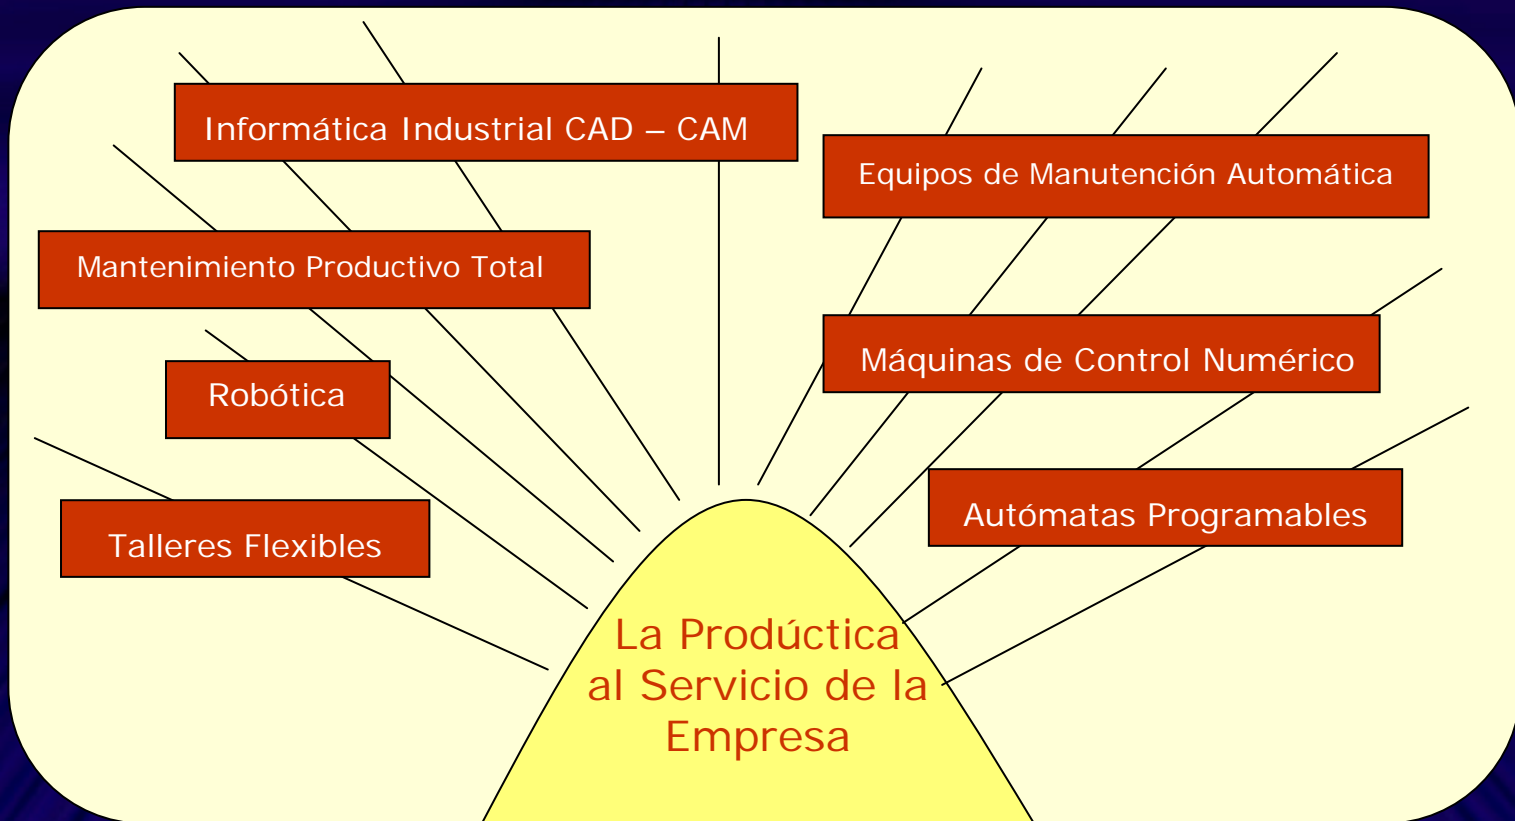 Informática Industrial CAD – CAM
Equipos de Manutención Automática
Mantenimiento Productivo Total
Máquinas de Control Numérico
Robótica
Autómatas Programables
Talleres Flexibles
La Prodúctica
al Servicio de la
Empresa